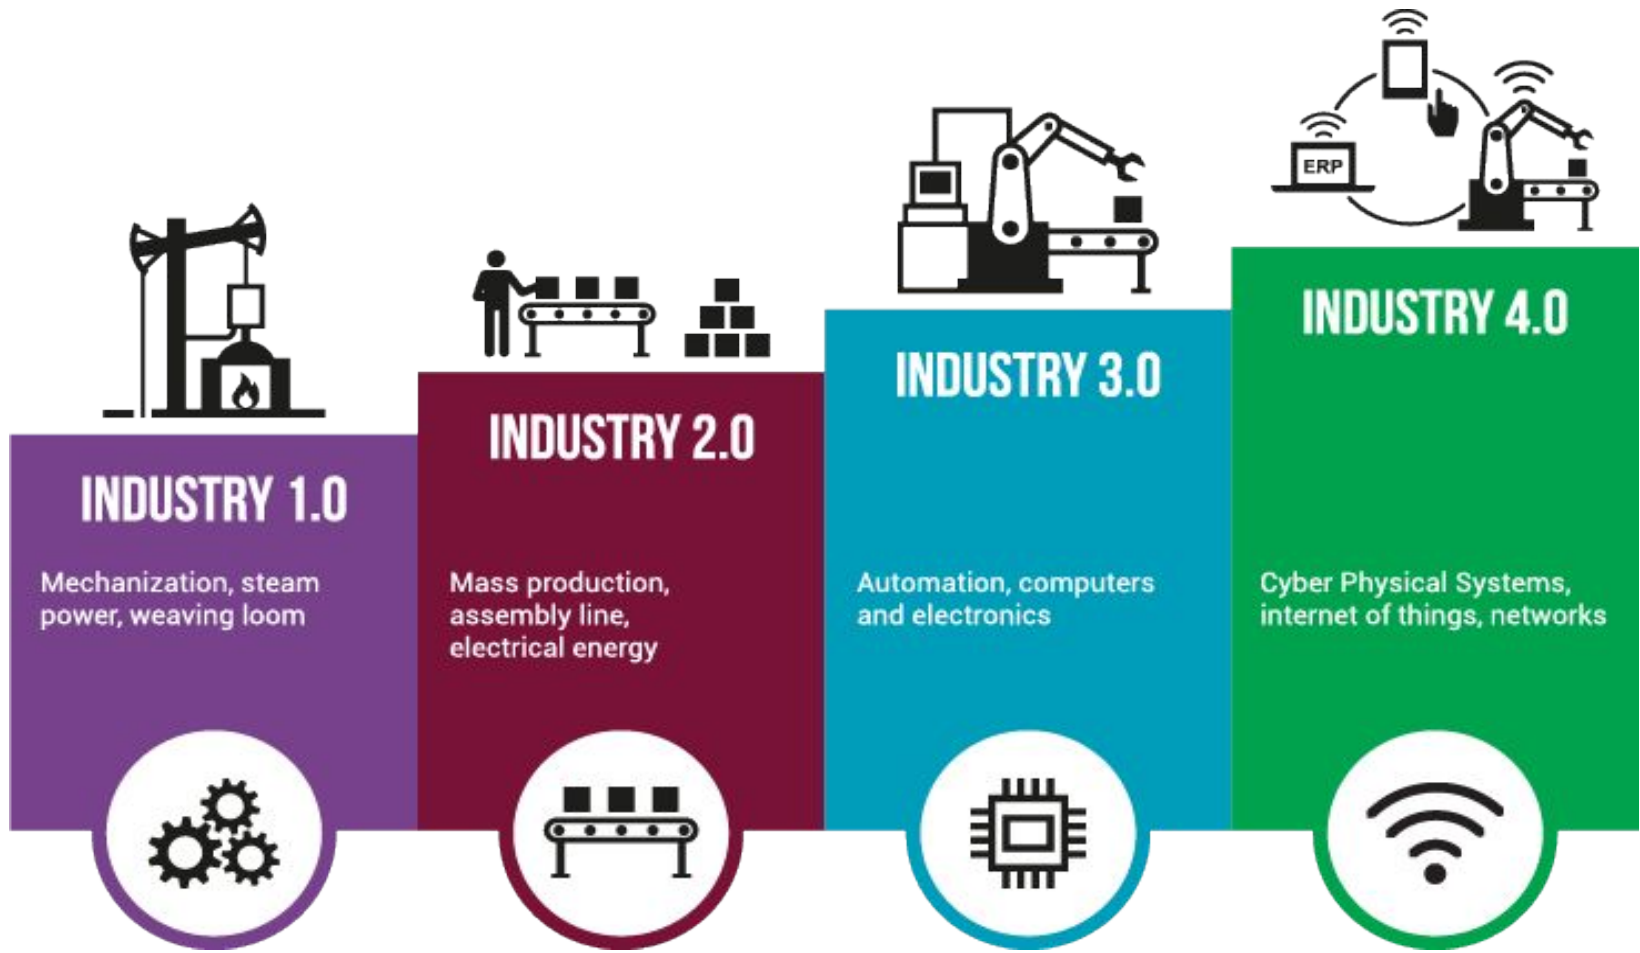 ERP
INDUSTRY 1.0
Mechanization, steam
power, weaving loom
INDUSTRY 2.0
Mass production,
assembly line,
electrical energy
INDUSTRY 3.0
Automation, computers
and electronics
INDUSTRY 4.0
Cyber Physical Systems,
internet of things, networks